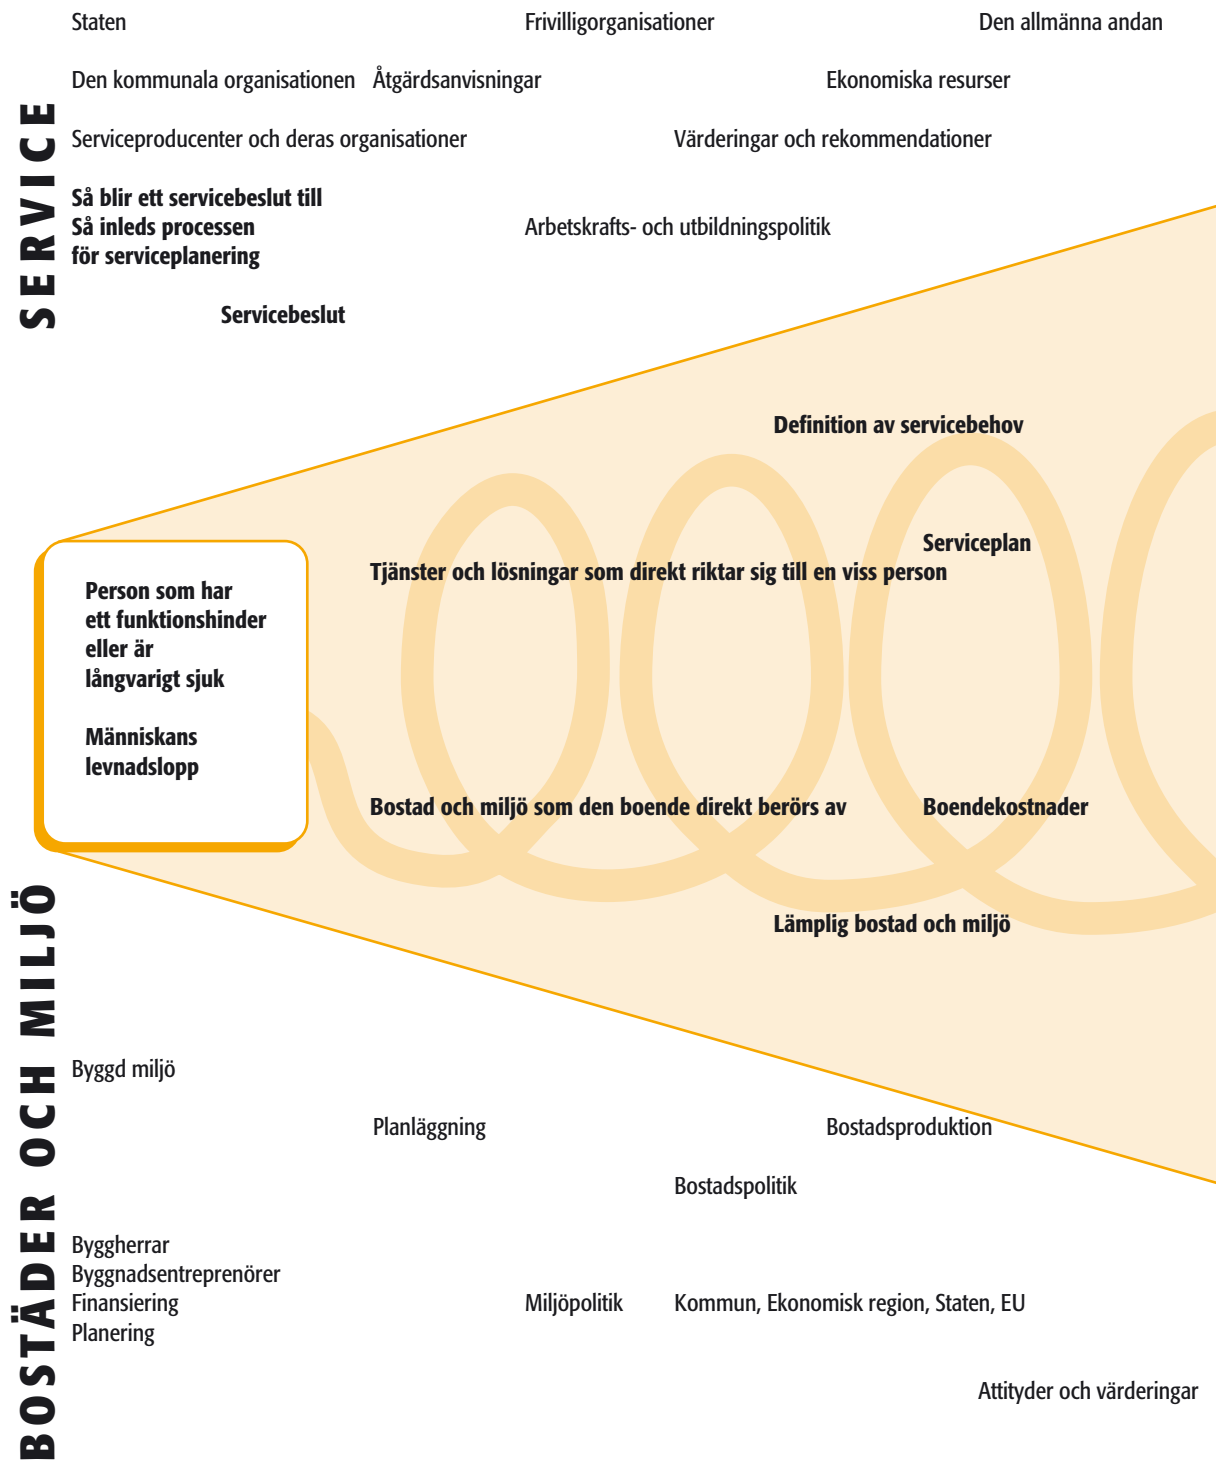 SERVICE
Staten
Frivilligorganisationer
Den allmänna andan
Den kommunala organisationen
Åtgärdsanvisningar
Ekonomiska resurser
Serviceproducenter och deras organisationer
Värderingar och rekommendationer
Så blir ett servicebeslut till
Så inleds processen
för serviceplanering
Arbetskrafts- och utbildningspolitik
Servicebeslut
Definition av servicebehov
Serviceplan
Tjänster och lösningar som direkt riktar sig till en viss person
Person som har
ett funktionshinder
eller är
långvarigt sjuk
Människans
levnadslopp
Bostad och miljö som den boende direkt berörs av
Boendekostnader
Lämplig bostad och miljö
BOSTÄDER OCH MILJÖ
Byggd miljö
Planläggning
Bostadsproduktion
Bostadspolitik
Byggherrar
Byggnadsentreprenörer
Finansiering
Planering
Miljöpolitik
Kommun, Ekonomisk region, Staten, EU
Attityder och värderingar